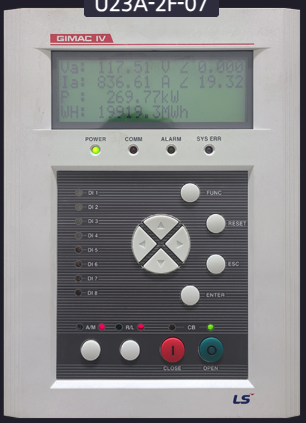 U23A-2F-07
GIMAC IV
Va: 117.51 V ∠ 0.000
Ia: 836.61 A ∠ 19.32
P : 269.77kW
WH: 19919.3MWh
POWER COMM ALARM SYS ERR
DI 1
DI 2
DI 3
DI 4
DI 5
DI 6
DI 7
DI 8
FUNC
RESET
ESC
ENTER
A/M R/L CB
I O
CLOSE OPEN
LS